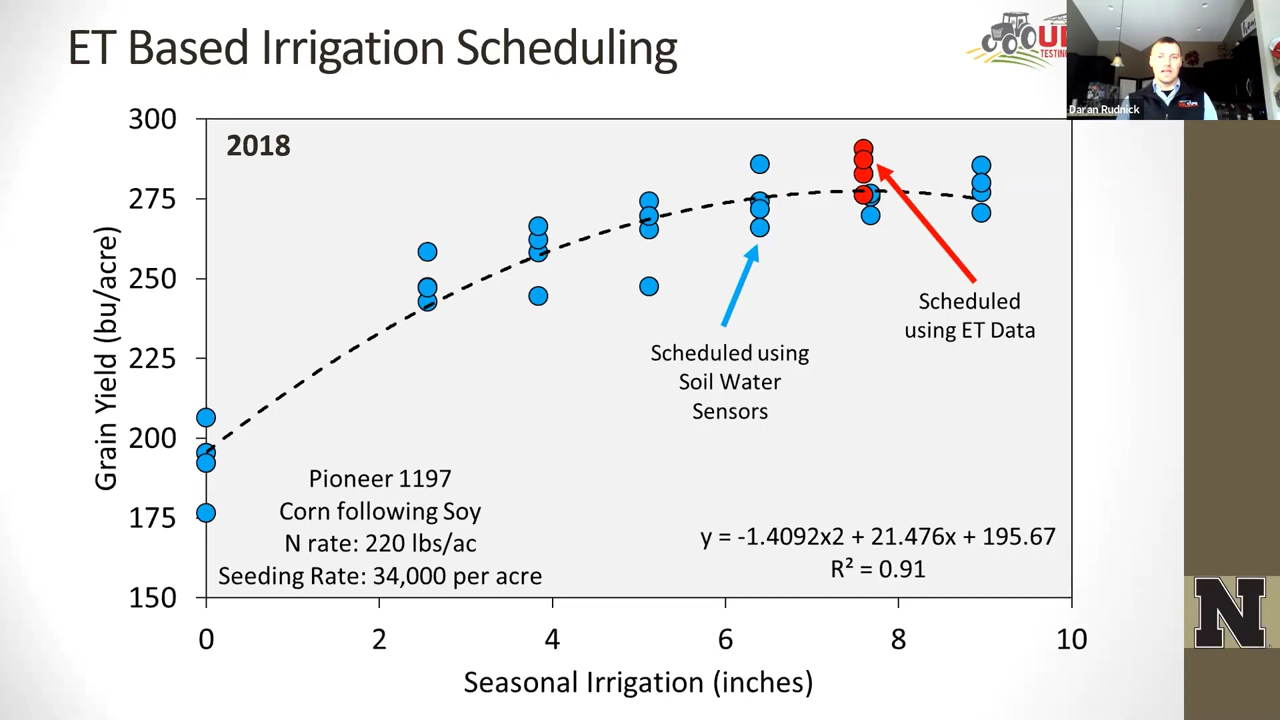 ET Based Irrigation Scheduling
TESTING
Daran Rudnick
300
2018
275
250
225
200
175
150
Grain Yield (bu/acre)
Scheduled
using ET Data
Scheduled using
Soil Water
Sensors
Pioneer 1197
Corn following Soy
N rate: 220 lbs/ac
Seeding Rate: 34,000 per acre
y = -1.4092x2 + 21.476x + 195.67
R² = 0.91
N
0 2 4 6 8 10
Seasonal Irrigation (inches)